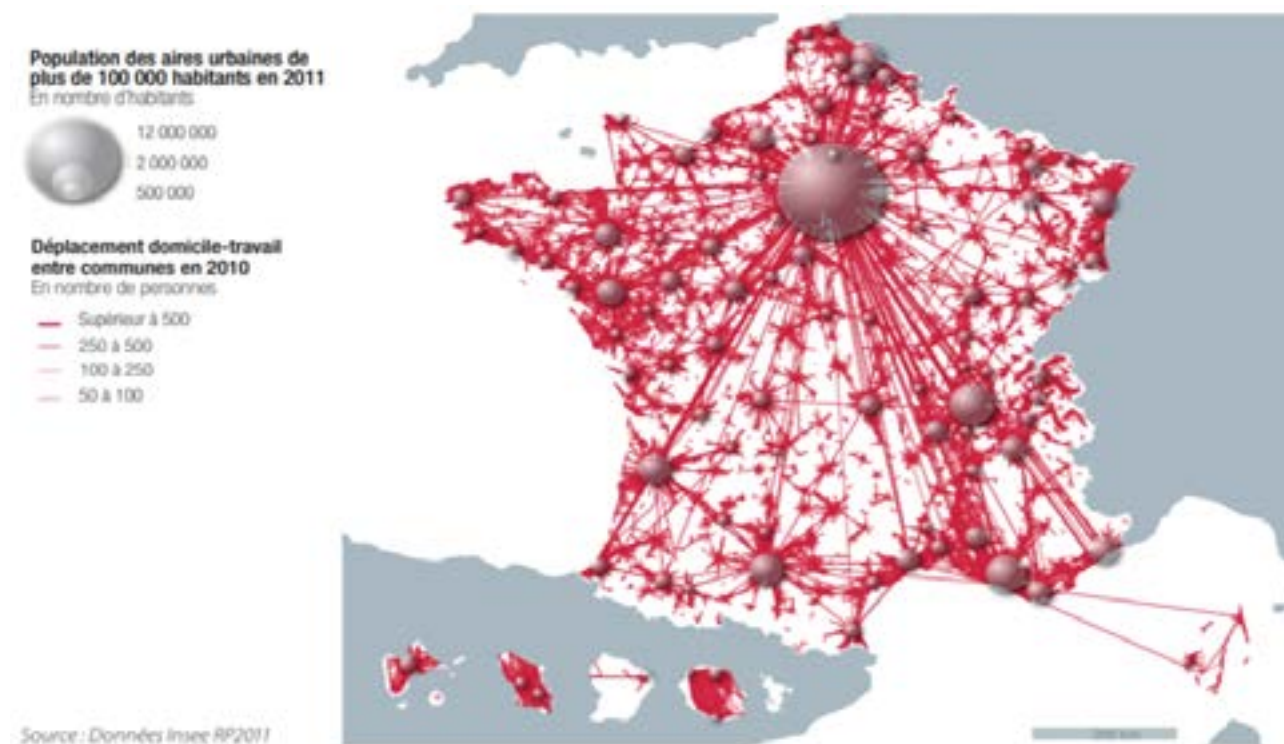 Population des aires urbaines de
plus de 100 000 habitants en 2011
En nombre d'habitants
12 000 000
2 000 000
500 000
Déplacement domicile-travail
entre communes en 2010
En nombre de personnes
Supérieur à 500
250 à 500
100 à 250
50 à 100
Source : Données Insee RP2011